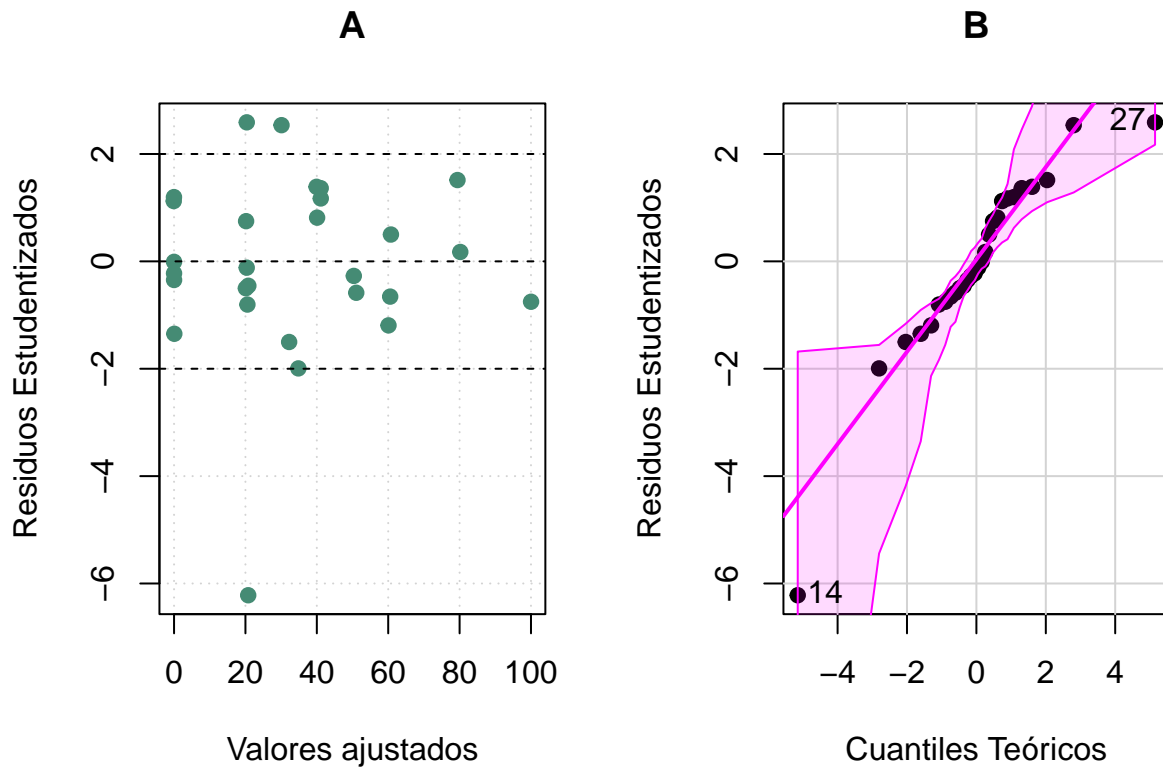 A
Residuos Estudentizados
2
0
−2
−4
−6
0 20 40 60 80 100
Valores ajustados
B
Residuos Estudentizados
2
0
−2
−4
−6
27
14
−4 −2 0 2 4
Cuantiles Teóricos